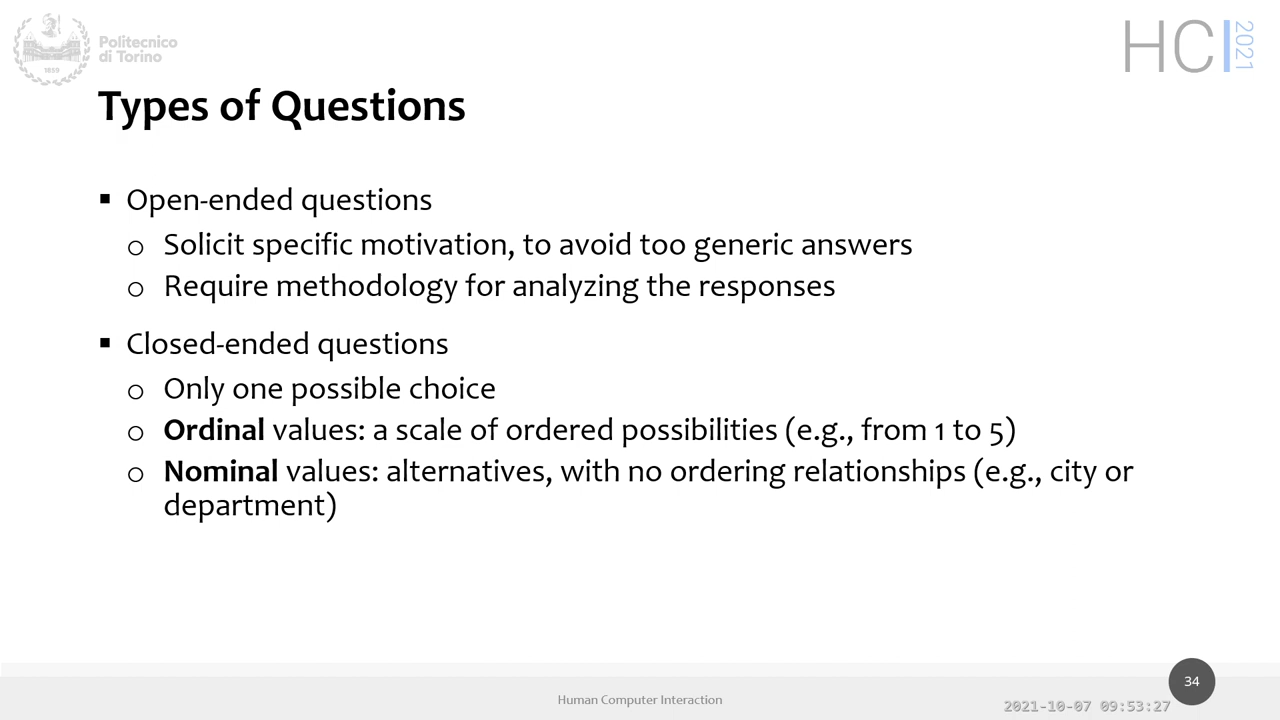 Politecnico
di Torino
1859
HCI 2021
Types of Questions
▪ Open-ended questions
o Solicit specific motivation, to avoid too generic answers
o Require methodology for analyzing the responses
▪ Closed-ended questions
o Only one possible choice
o Ordinal values: a scale of ordered possibilities (e.g., from 1 to 5)
o Nominal values: alternatives, with no ordering relationships (e.g., city or
department)
34
Human Computer Interaction
2021-10-07 09:53:27